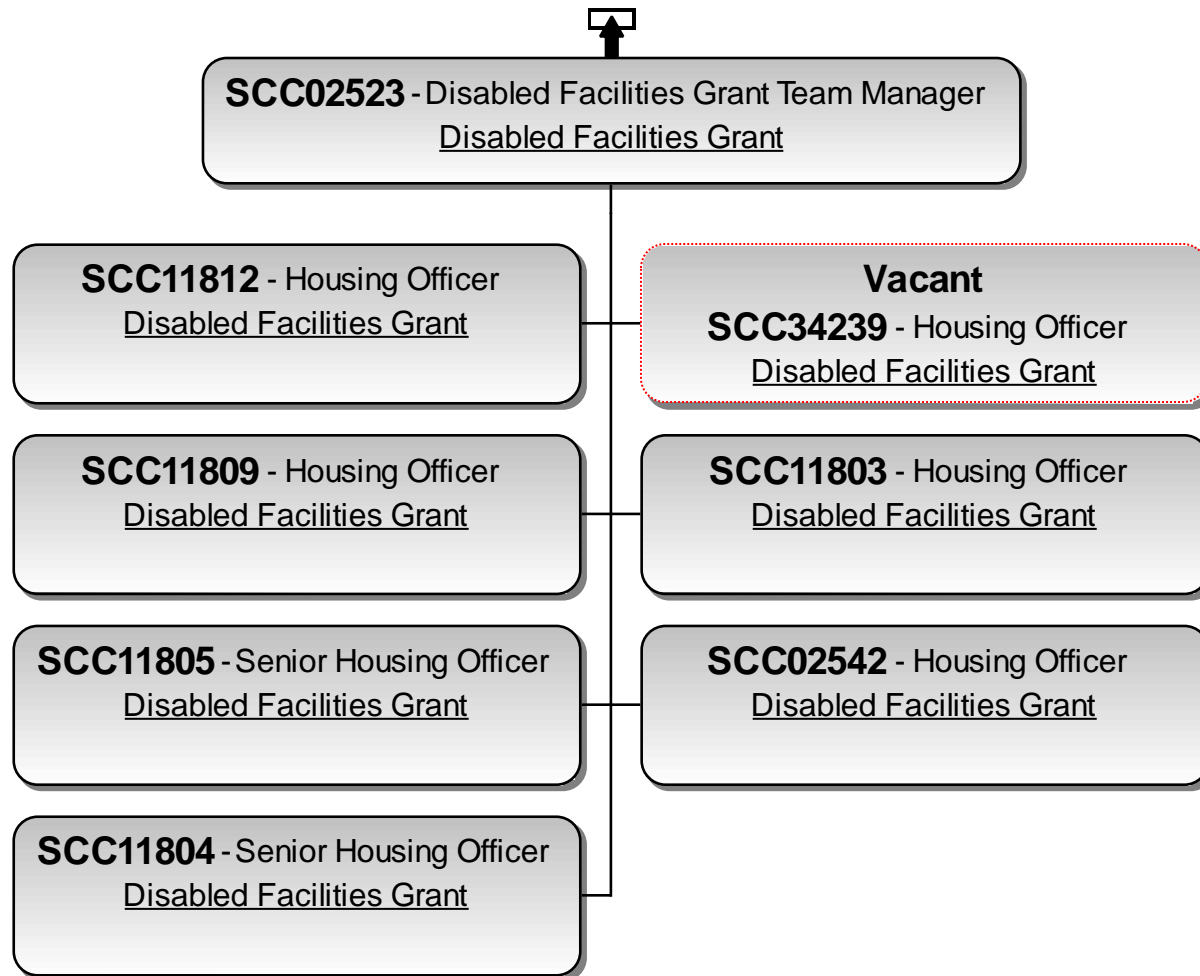 SCC02523 - Disabled Facilities Grant Team Manager
Disabled Facilities Grant
SCC11812 - Housing Officer
Disabled Facilities Grant
Vacant
SCC34239 - Housing Officer
Disabled Facilities Grant
SCC11809 - Housing Officer
Disabled Facilities Grant
SCC11803 - Housing Officer
Disabled Facilities Grant
SCC11805 - Senior Housing Officer
Disabled Facilities Grant
SCC02542 - Housing Officer
Disabled Facilities Grant
SCC11804 - Senior Housing Officer
Disabled Facilities Grant